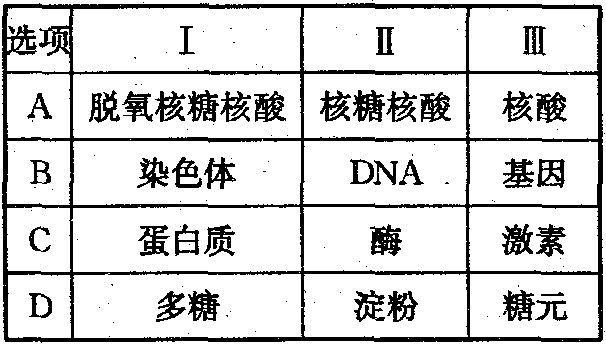 选项 Ⅰ Ⅱ Ⅲ
A 脱氧核糖核酸 核糖核酸 核酸
B 染色体 DNA 基因
C 蛋白质 酶 激素
D 多糖 淀粉 糖元